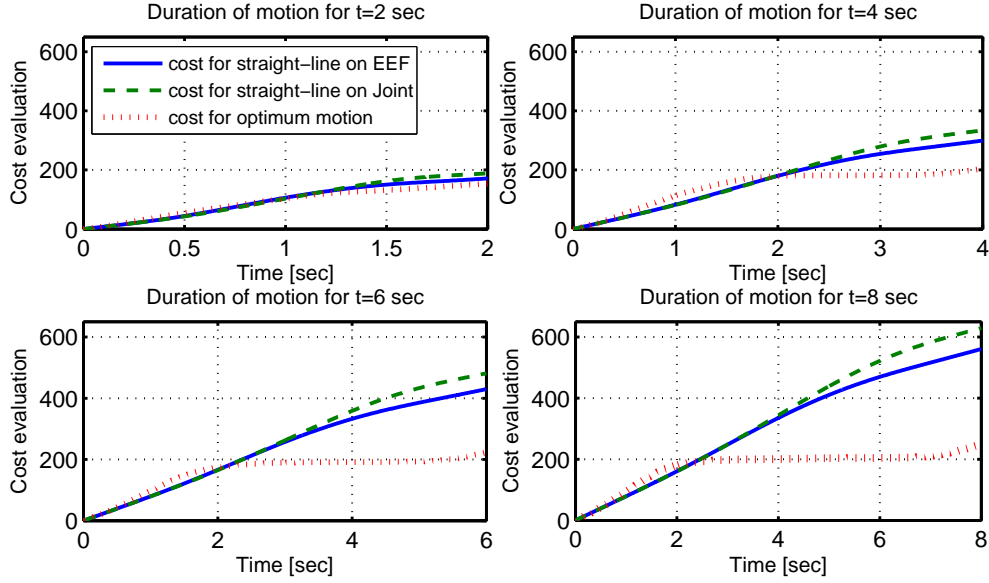 Duration of motion for t=2 sec
Cost evaluation
600
400
200
0
cost for straight−line on EEF
cost for straight−line on Joint
cost for optimum motion
0 0.5 1 1.5 2
Time [sec]
Duration of motion for t=4 sec
Cost evaluation
600
400
200
0
0 1 2 3 4
Time [sec]
Duration of motion for t=6 sec
Cost evaluation
600
400
200
0
0 2 4 6
Time [sec]
Duration of motion for t=8 sec
Cost evaluation
600
400
200
0
0 2 4 6 8
Time [sec]